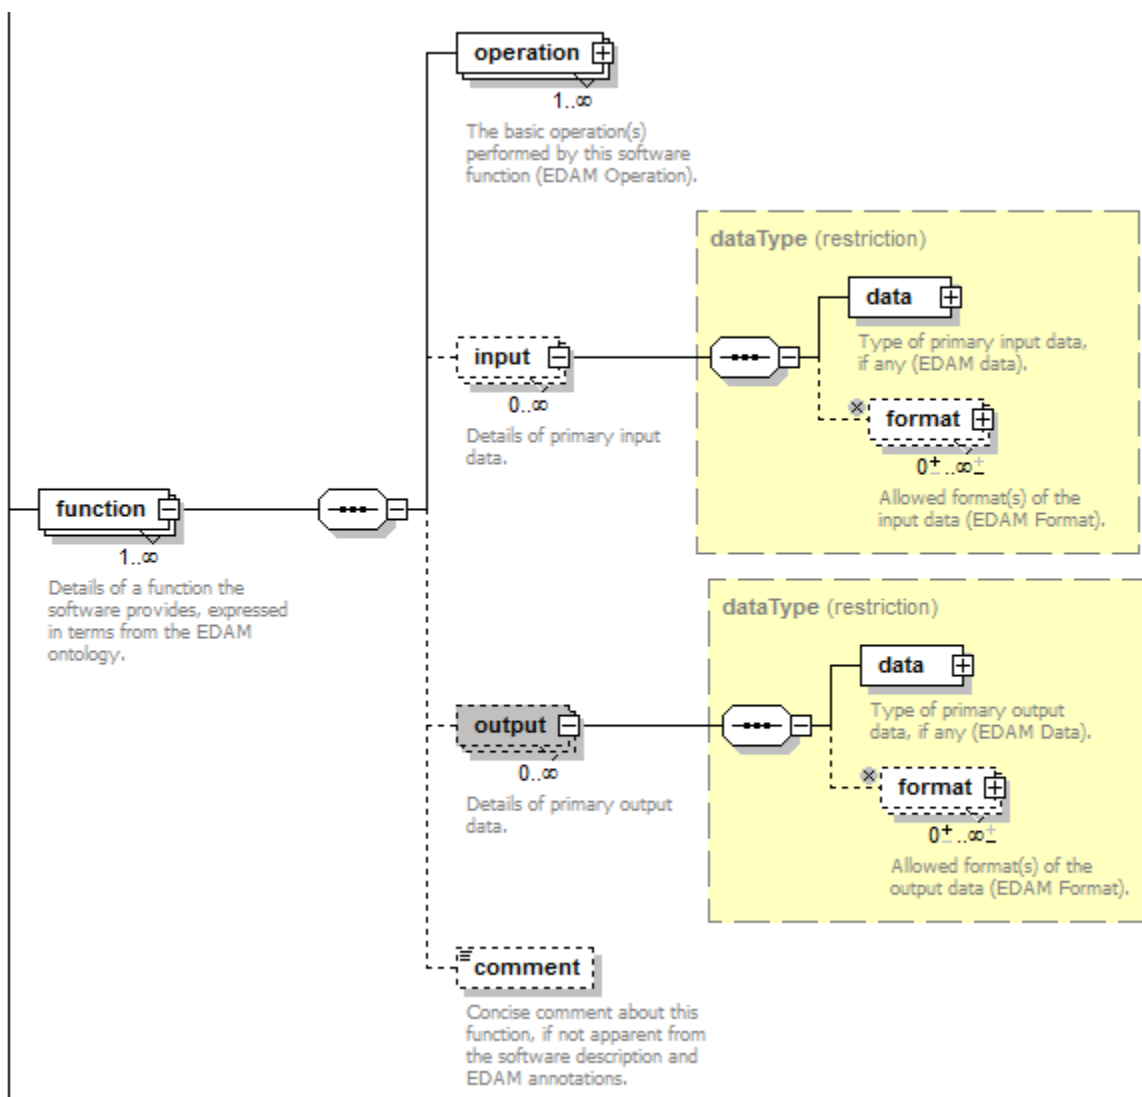 operation
1..∞
The basic operation(s)
performed by this software
function (EDAM Operation).
dataType (restriction)
data
Type of primary input data,
if any (EDAM data).
input
0..∞
Details of primary input
data.
format
0±..∞±
Allowed format(s) of the
input data (EDAM Format).
function
1..∞
Details of a function the
software provides, expressed
in terms from the EDAM
ontology.
dataType (restriction)
data
Type of primary output
data, if any (EDAM Data).
output
0..∞
Details of primary output
data.
format
0±..∞±
Allowed format(s) of the
output data (EDAM Format).
comment
Concise comment about this
function, if not apparent from
the software description and
EDAM annotations.